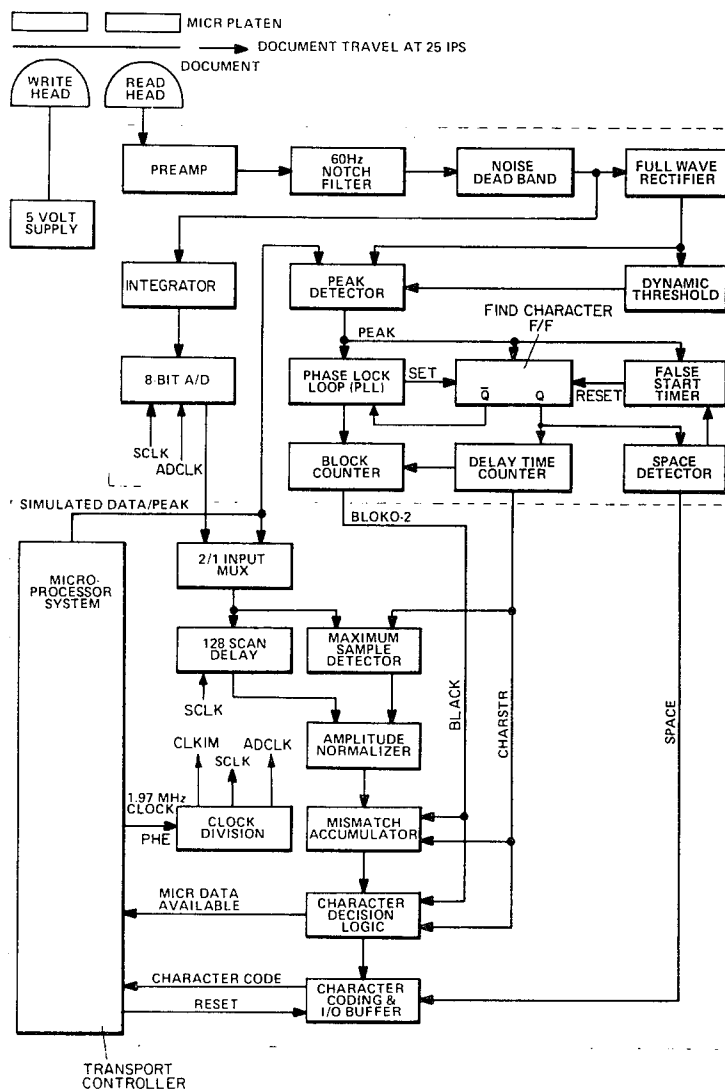 MICR PLATEN
DOCUMENT TRAVEL AT 25 IPS
DOCUMENT
WRITE
HEAD
READ
HEAD
PREAMP
60Hz
NOTCH
FILTER
NOISE
DEAD BAND
FULL WAVE
RECTIFIER
5 VOLT
SUPPLY
INTEGRATOR
PEAK
DETECTOR
DYNAMIC
THRESHOLD
FIND CHARACTER
F/F
PEAK
8-BIT A/D
PHASE LOCK
LOOP (PLL)
SET
Q̅
Q
RESET
FALSE
START
TIMER
SCLK
ADCLK
BLOCK
COUNTER
DELAY TIME
COUNTER
SPACE
DETECTOR
SIMULATED DATA/PEAK
BLOKO-2
MICRO-
PROCESSOR
SYSTEM
2/1 INPUT
MUX
128 SCAN
DELAY
MAXIMUM
SAMPLE
DETECTOR
SCLK
BLACK
CHARSTR
SPACE
AMPLITUDE
NORMALIZER
CLKIM
SCLK
ADCLK
1.97 MHz
CLOCK
PHE
CLOCK
DIVISION
MISMATCH
ACCUMULATOR
MICR DATA
AVAILABLE
CHARACTER
DECISION
LOGIC
CHARACTER CODE
RESET
CHARACTER
CODING &
I/O BUFFER
TRANSPORT
CONTROLLER